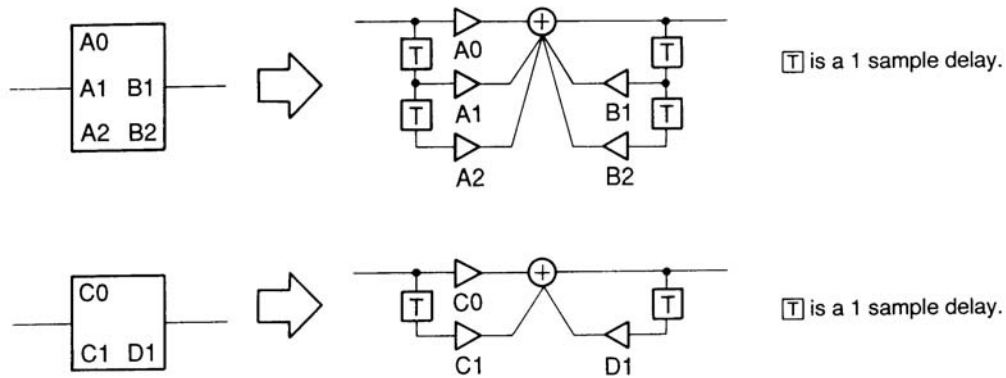 A0
A1 B1
A2 B2
T
A0
T
A1
T
B1
T
A2
B2
T is a 1 sample delay.
C0
C1 D1
T
C0
T
C1
D1
T is a 1 sample delay.